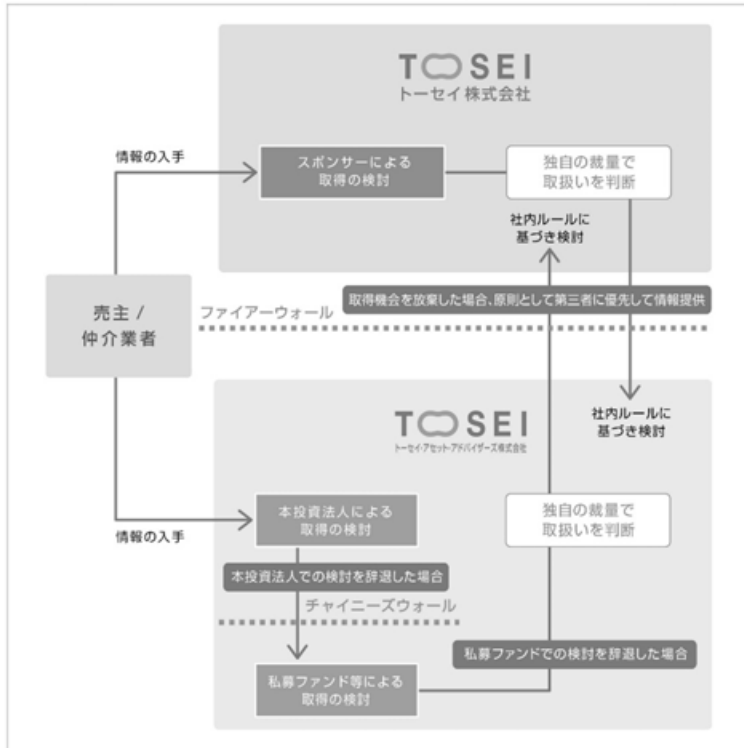 TOSEI
トーセイ株式会社
情報の入手
スポンサーによる
取得の検討
独自の裁量で
取扱いを判断
社内ルールに
基づき検討
取得機会を放棄した場合、原則として第三者に優先して情報提供
売主 /
仲介業者
ファイアーウォール
TOSEI
トーセイ・アセット・アドバイザーズ株式会社
社内ルールに
基づき検討
本投資法人による
取得の検討
独自の裁量で
取扱いを判断
情報の入手
本投資法人での検討を辞退した場合
チャイニーズウォール
私募ファンドでの検討を辞退した場合
私募ファンド等による
取得の検討